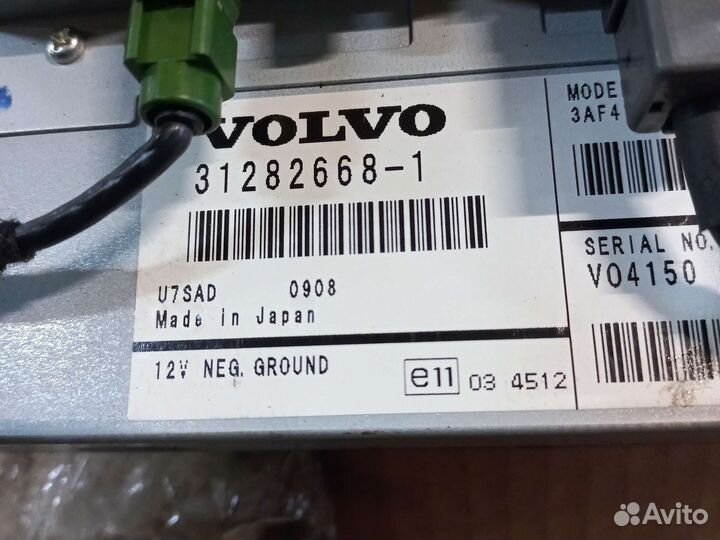 VOLVO
31282668-1
U7SAD 0908
Made in Japan
12V NEG. GROUND
e11 03 4512
MODE
3AF4
SERIAL NO.
V04150
Avito